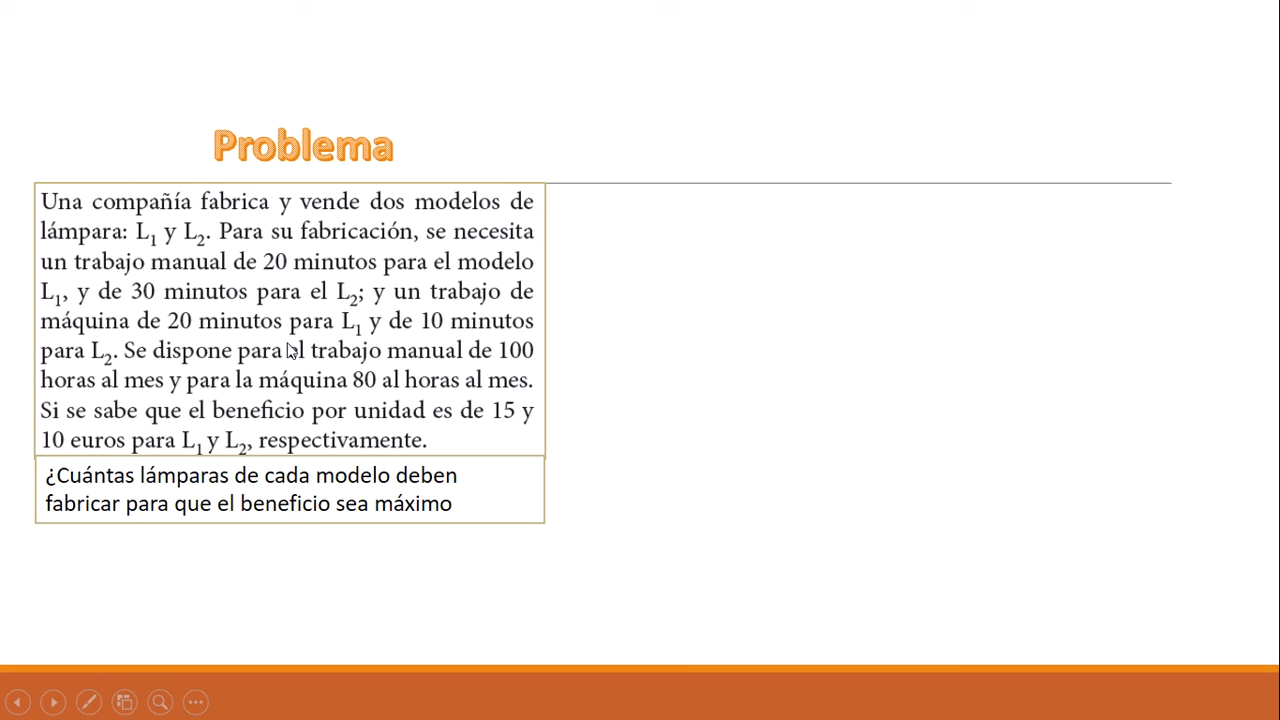 Problema
Una compañía fabrica y vende dos modelos de
lámpara: L₁ y L₂. Para su fabricación, se necesita
un trabajo manual de 20 minutos para el modelo
L₁, y de 30 minutos para el L₂; y un trabajo de
máquina de 20 minutos para L₁ y de 10 minutos
para L₂. Se dispone para el trabajo manual de 100
horas al mes y para la máquina 80 al horas al mes.
Si se sabe que el beneficio por unidad es de 15 y
10 euros para L₁ y L₂, respectivamente.
¿Cuántas lámparas de cada modelo deben
fabricar para que el beneficio sea máximo